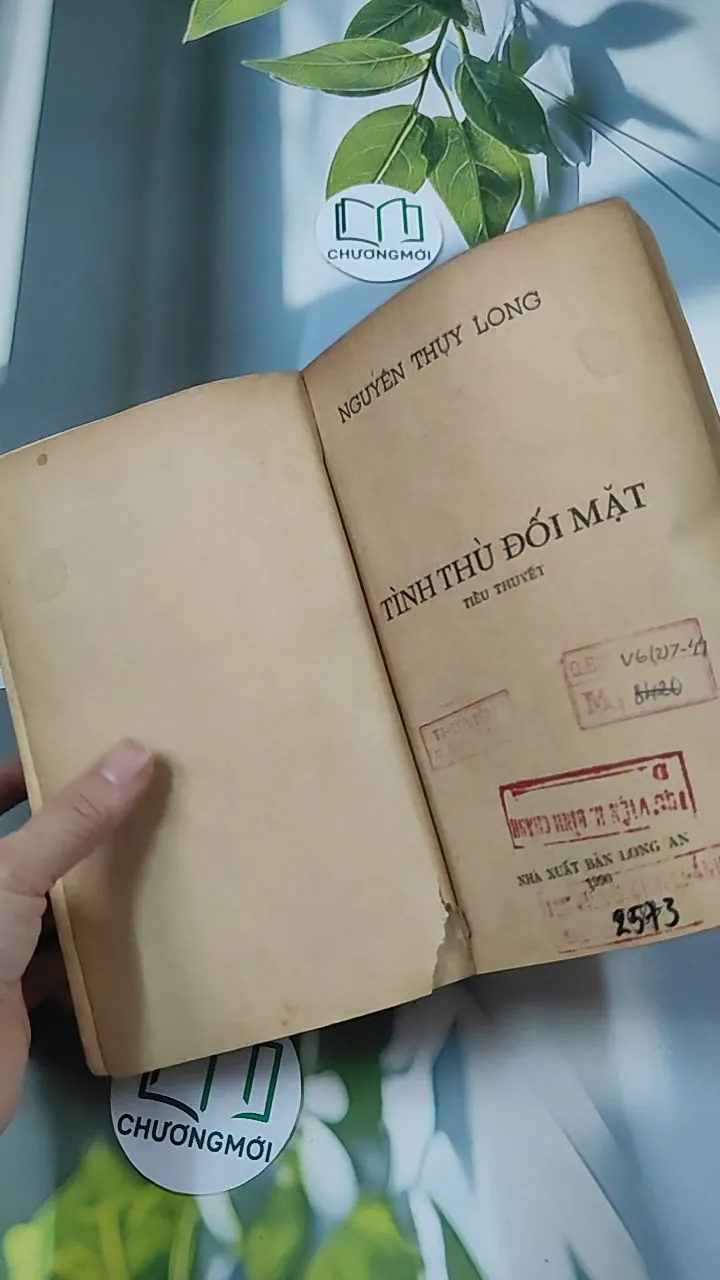 CHƯƠNGMỚI
NGUYỄN THỤY LONG
TÌNH THÙ ĐỐI MẶT
TIỂU THUYẾT
V6(2)7-
M
NHÀ XUẤT BẢN LONG AN
1990
2573
CHƯƠNGMỚI